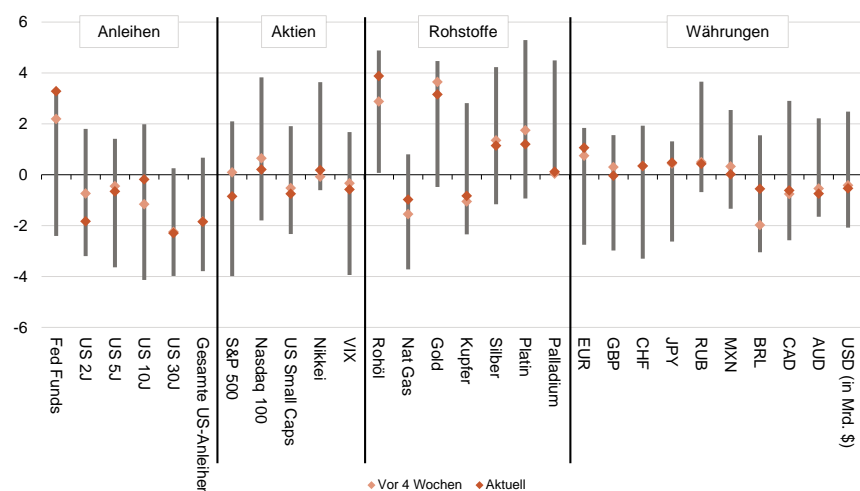 Anleihen
Aktien
Rohstoffe
Währungen
6
4
2
0
-2
-4
-6
Fed Funds
US 2J
US 5J
US 10J
US 30J
Gesamte US-Anleihen
S&P 500
Nasdaq 100
US Small Caps
Nikkei
VIX
Rohöl
Nat Gas
Gold
Kupfer
Silber
Platin
Palladium
EUR
GBP
CHF
JPY
RUB
MXN
BRL
CAD
AUD
USD (in Mrd. $)
Vor 4 Wochen
Aktuell